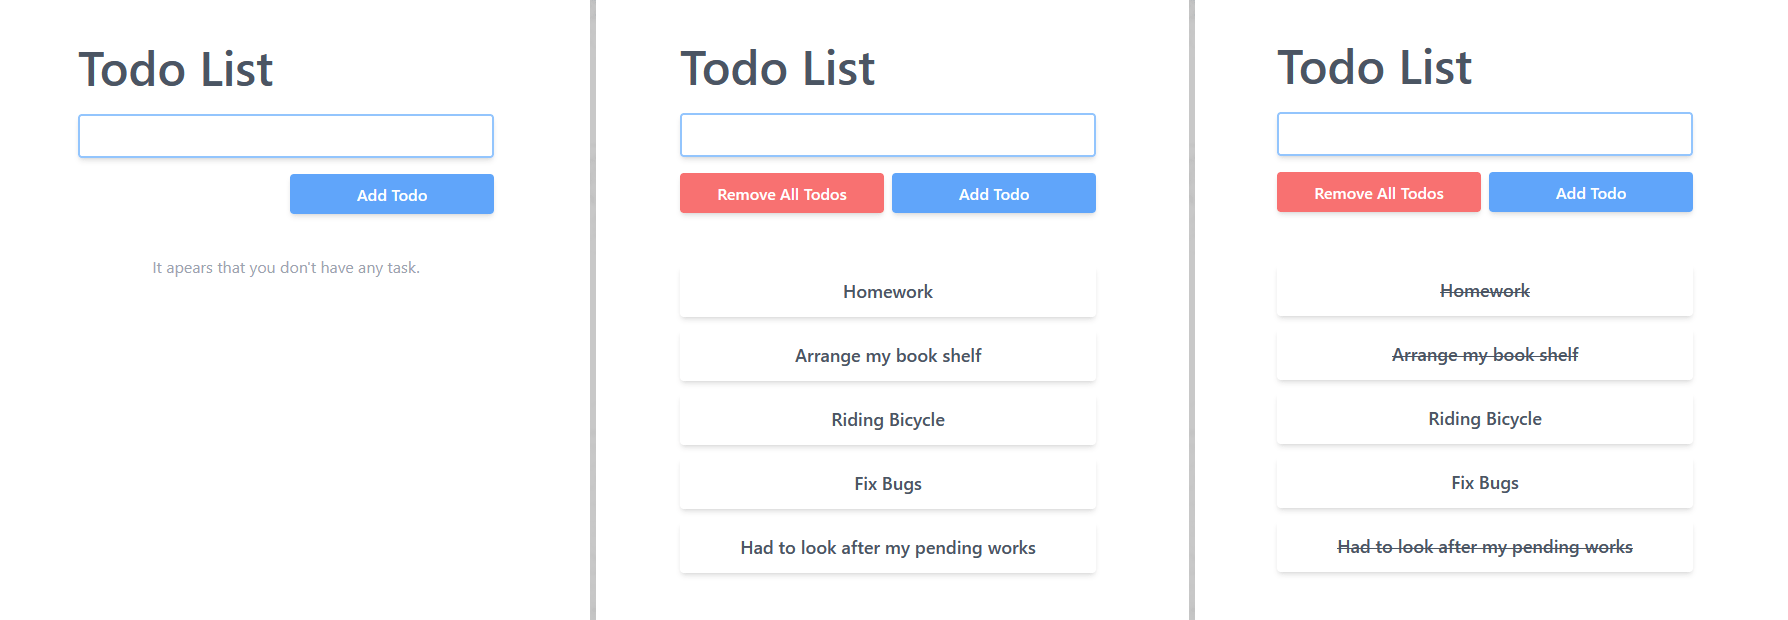 Todo List
Add Todo
It apears that you don't have any task.
Todo List
Remove All Todos
Add Todo
Homework
Arrange my book shelf
Riding Bicycle
Fix Bugs
Had to look after my pending works
Todo List
Remove All Todos
Add Todo
Homework
Arrange my book shelf
Riding Bicycle
Fix Bugs
Had to look after my pending works